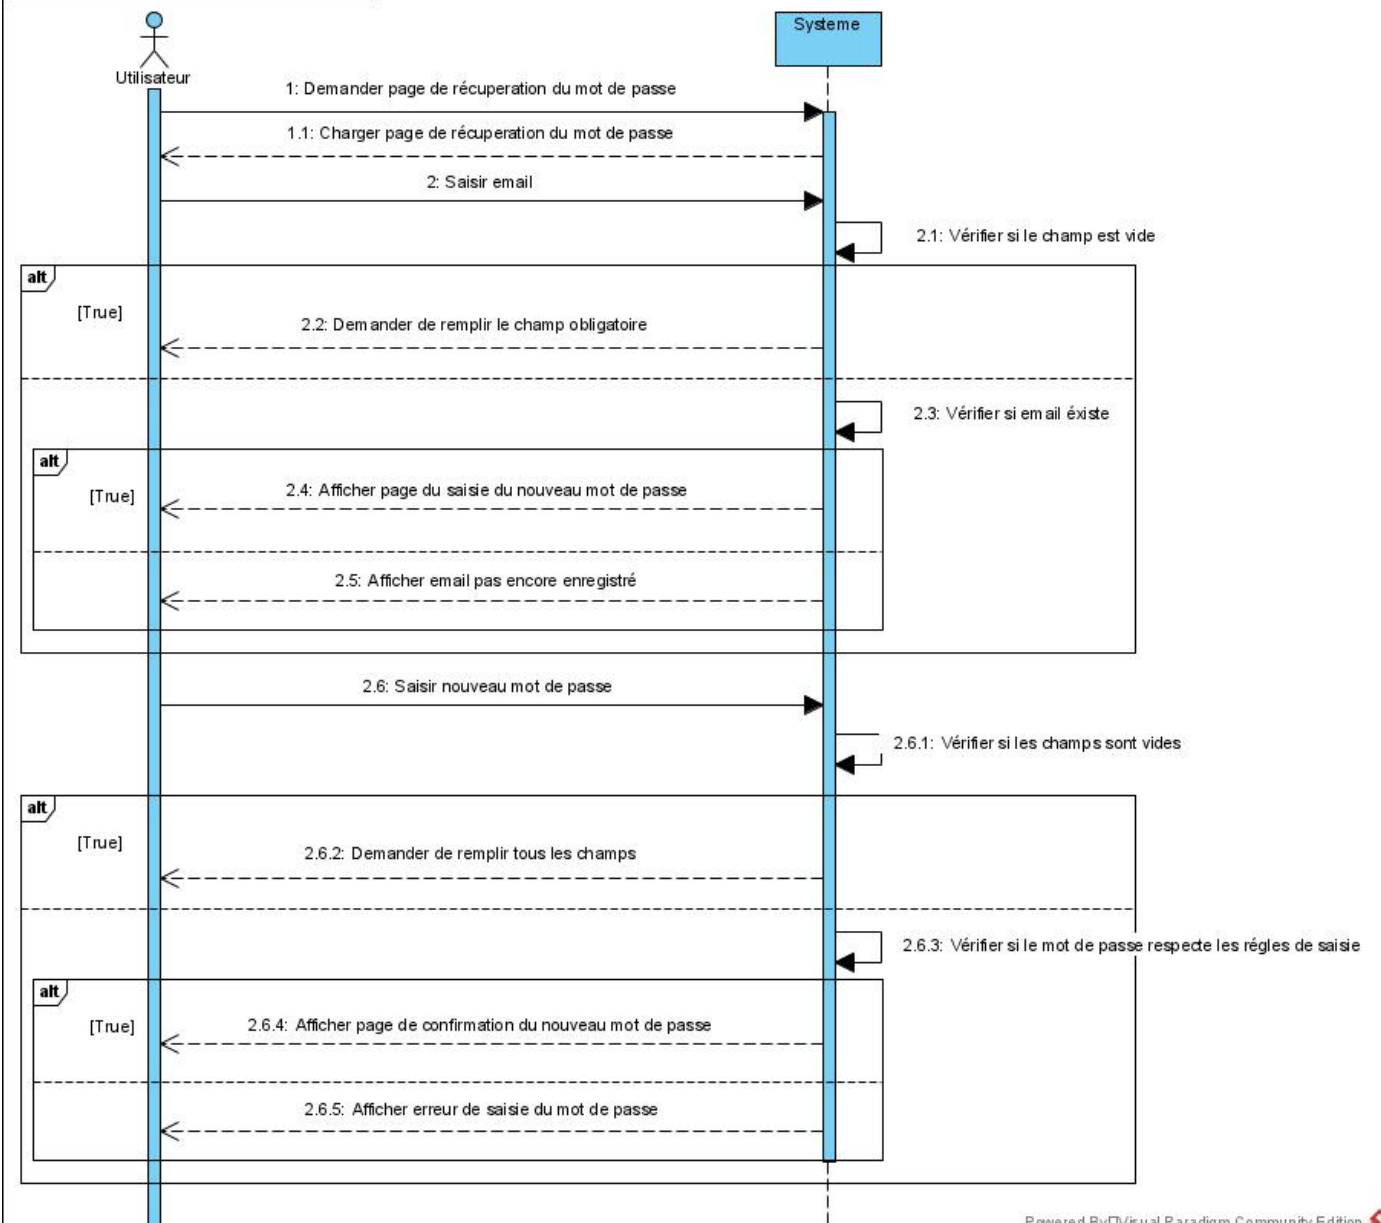 Systeme
Utilisateur
1: Demander page de récuperation du mot de passe
1.1: Charger page de récuperation du mot de passe
2: Saisir email
2.1: Vérifier si le champ est vide
alt
[True]
2.2: Demander de remplir le champ obligatoire
2.3: Vérifier si email éxiste
alt
[True]
2.4: Afficher page du saisie du nouveau mot de passe
2.5: Afficher email pas encore enregistré
2.6: Saisir nouveau mot de passe
2.6.1: Vérifier si les champs sont vides
alt
[True]
2.6.2: Demander de remplir tous les champs
2.6.3: Vérifier si le mot de passe respecte les régles de saisie
alt
[True]
2.6.4: Afficher page de confirmation du nouveau mot de passe
2.6.5: Afficher erreur de saisie du mot de passe
Powered By Visual Paradigm Community Edition